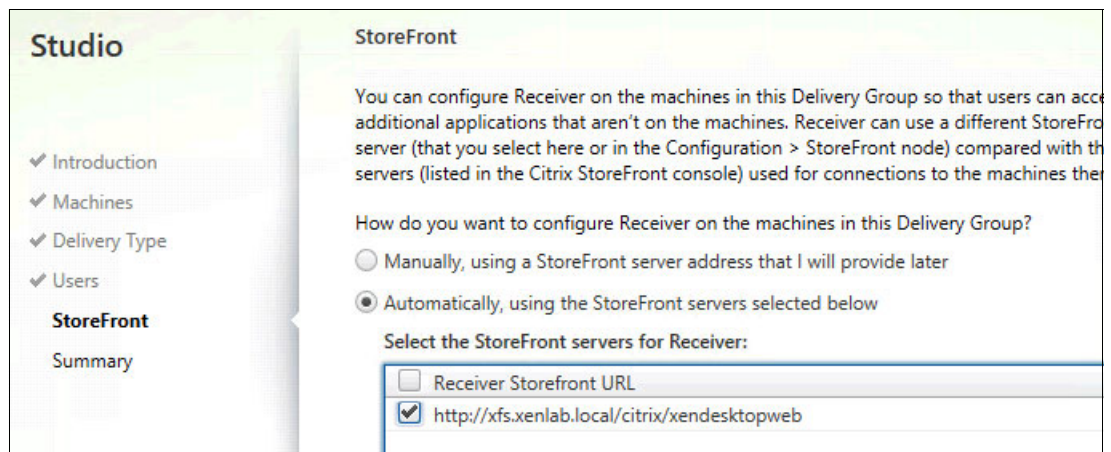 Studio
Introduction
Machines
Delivery Type
Users
StoreFront
Summary
StoreFront
You can configure Receiver on the machines in this Delivery Group so that users can acce
additional applications that aren't on the machines. Receiver can use a different StoreFro
server (that you select here or in the Configuration > StoreFront node) compared with th
servers (listed in the Citrix StoreFront console) used for connections to the machines ther
How do you want to configure Receiver on the machines in this Delivery Group?
Manually, using a StoreFront server address that I will provide later
Automatically, using the StoreFront servers selected below
Select the StoreFront servers for Receiver:
Receiver Storefront URL
http://xfs.xenlab.local/citrix/xendesktopweb